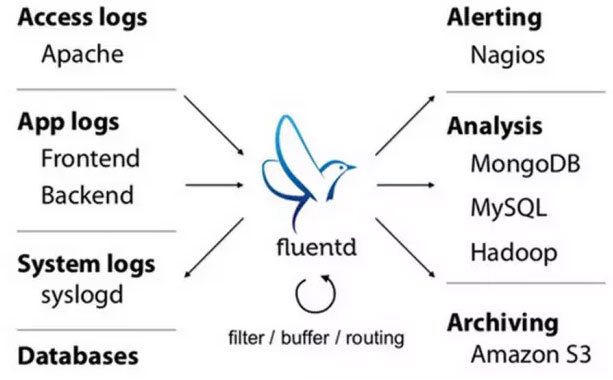 Access logs
Apache
App logs
Frontend
Backend
System logs
syslogd
Databases
fluentd
filter / buffer / routing
Alerting
Nagios
Analysis
MongoDB
MySQL
Hadoop
Archiving
Amazon S3